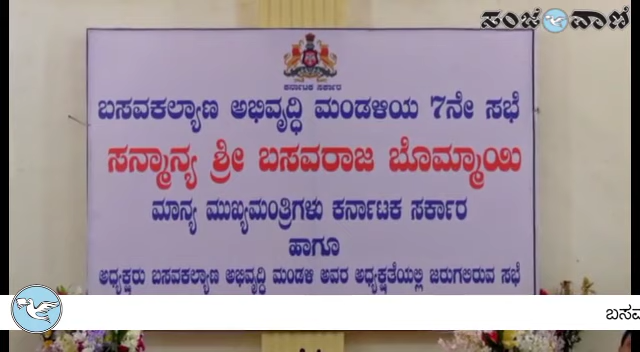 ಸಂಜೆವಾಣಿ
ಕರ್ನಾಟಕ ಸರ್ಕಾರ
ಬಸವಕಲ್ಯಾಣ ಅಭಿವೃದ್ಧಿ ಮಂಡಳಿಯ 7ನೇ ಸಭೆ
ಸನ್ಮಾನ್ಯ ಶ್ರೀ ಬಸವರಾಜ ಬೊಮ್ಮಾಯಿ
ಮಾನ್ಯ ಮುಖ್ಯಮಂತ್ರಿಗಳು ಕರ್ನಾಟಕ ಸರ್ಕಾರ
ಹಾಗೂ
ಅಧ್ಯಕ್ಷರು ಬಸವಕಲ್ಯಾಣ ಅಭಿವೃದ್ಧಿ ಮಂಡಳಿ ಅವರ ಅಧ್ಯಕ್ಷತೆಯಲ್ಲಿ ಜರುಗಲಿರುವ ಸಭೆ